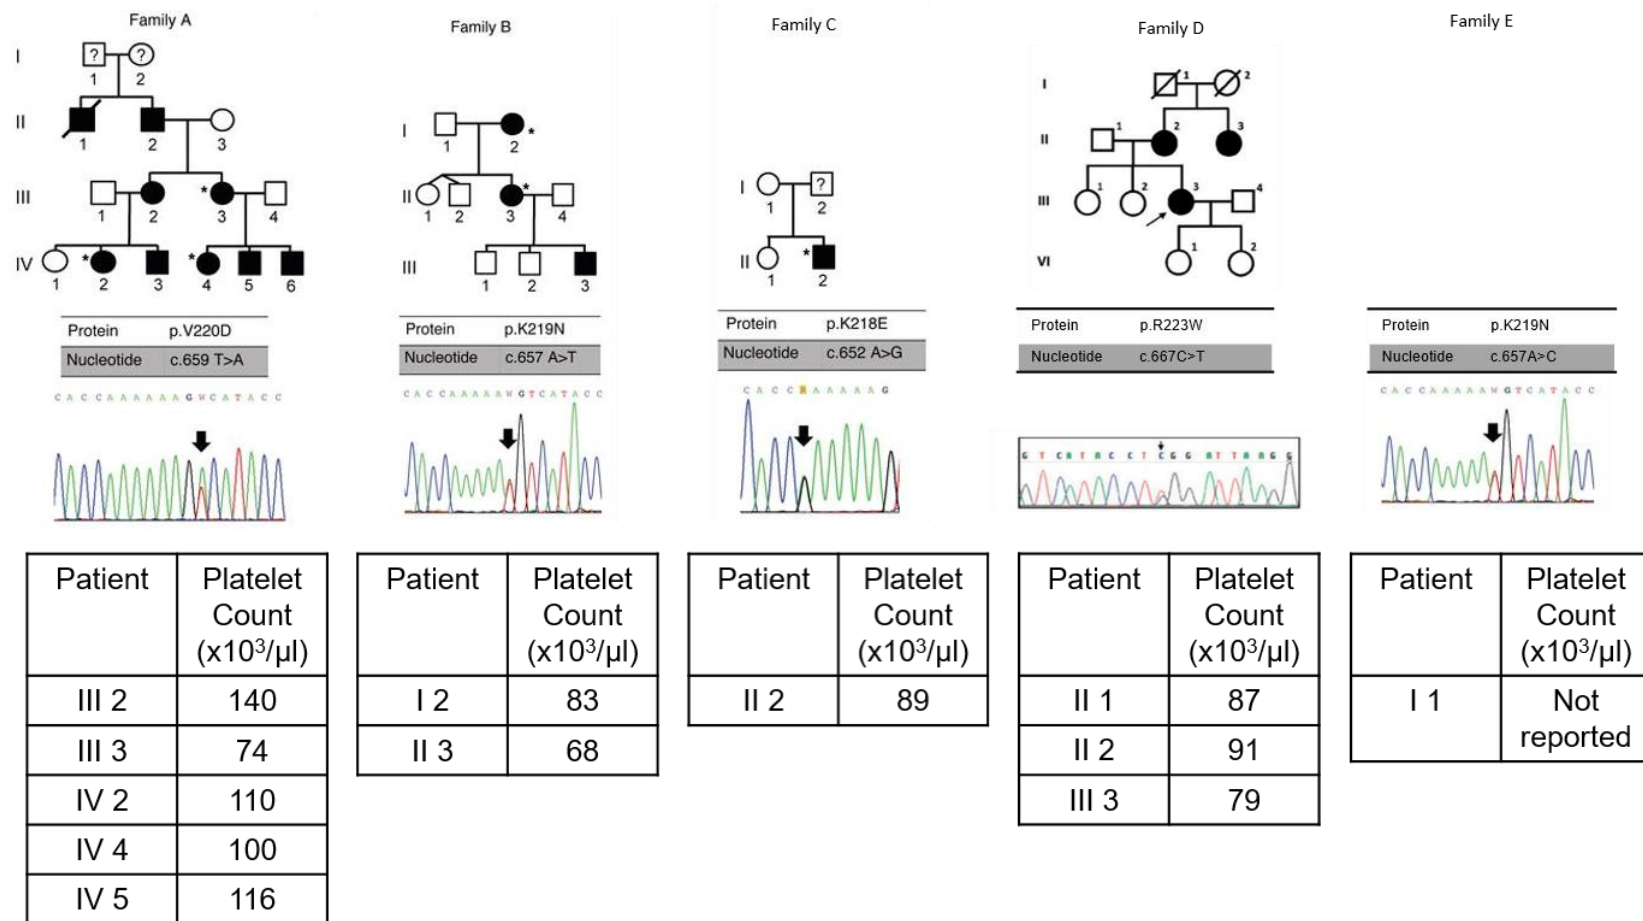 Family A
I
? ?
1 2
II
1 2 3
III
*
1 2 3 4
IV
* *
1 2 3 4 5 6
Protein p.V220D
Nucleotide c.659 T>A
C A C C A A A A A A G W C A T A C C
Patient Platelet Count (x10³/µl)
III 2 140
III 3 74
IV 2 110
IV 4 100
IV 5 116
Family B
I
*
1 2
II
*
1 2 3 4
III
1 2 3
Protein p.K219N
Nucleotide c.657 A>T
C A C C A A A A A W G T C A T A C C
Patient Platelet Count (x10³/µl)
I 2 83
II 3 68
Family C
I
?
1 2
II
*
1 2
Protein p.K218E
Nucleotide c.652 A>G
C A C C R A A A A A G
Patient Platelet Count (x10³/µl)
II 2 89
Family D
I
1 2
II
1 2 3
III
1 2 3 4
VI
1 2
Protein p.R223W
Nucleotide c.667C>T
G T C A T A C C T C G G A T T A A G G
Patient Platelet Count (x10³/µl)
II 1 87
II 2 91
III 3 79
Family E
Protein p.K219N
Nucleotide c.657A>C
C A C C A A A A A W G T C A T A C C
Patient Platelet Count (x10³/µl)
I 1 Not reported